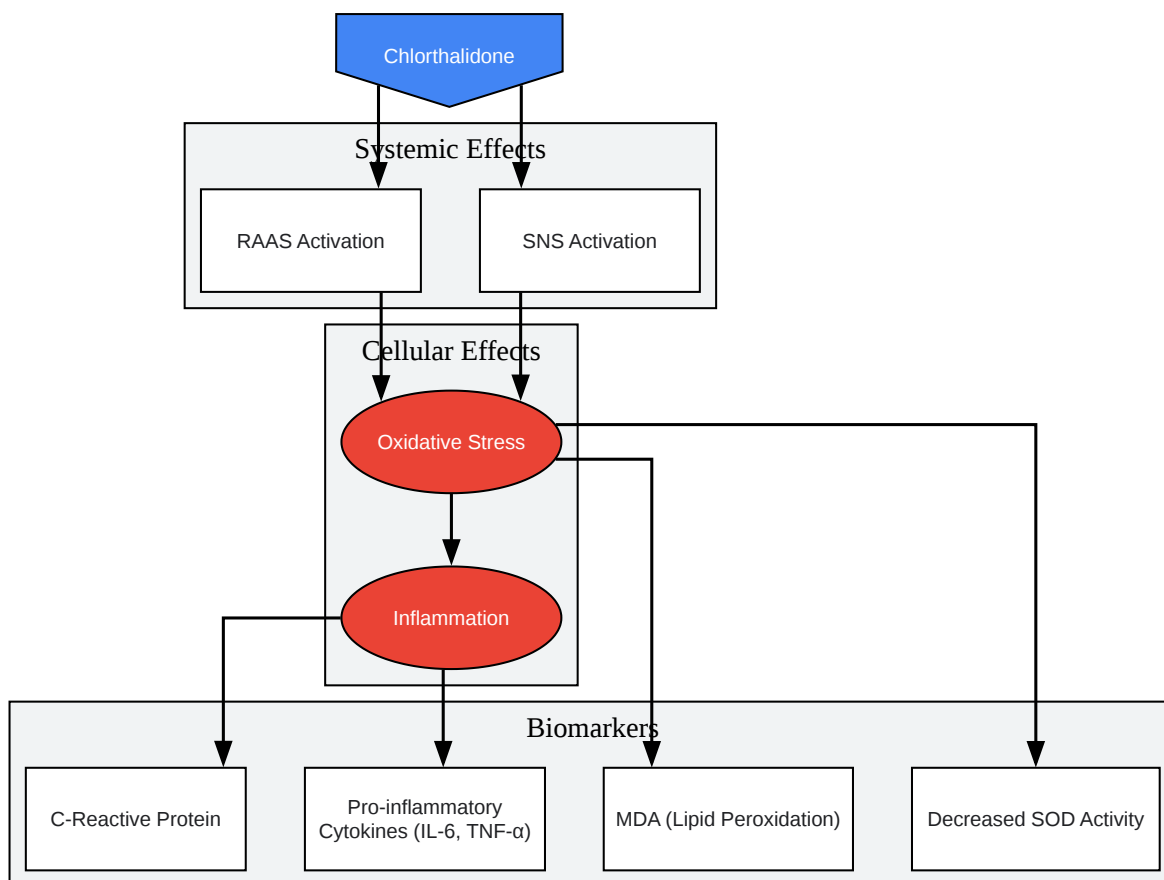 Chlorthalidone
Systemic Effects
RAAS Activation
SNS Activation
Cellular Effects
Oxidative Stress
Inflammation
Biomarkers
C-Reactive Protein
Pro-inflammatory
Cytokines (IL-6, TNF-α)
MDA (Lipid Peroxidation)
Decreased SOD Activity